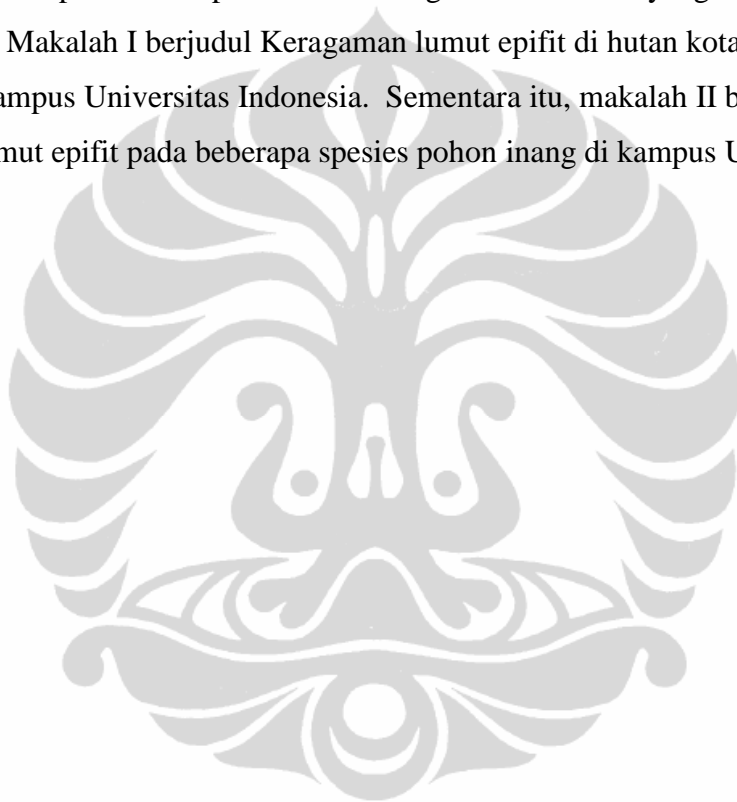 Makalah I berjudul Keragaman lumut epifit di hutan kota
ampus Universitas Indonesia. Sementara itu, makalah II b
mut epifit pada beberapa spesies pohon inang di kampus U